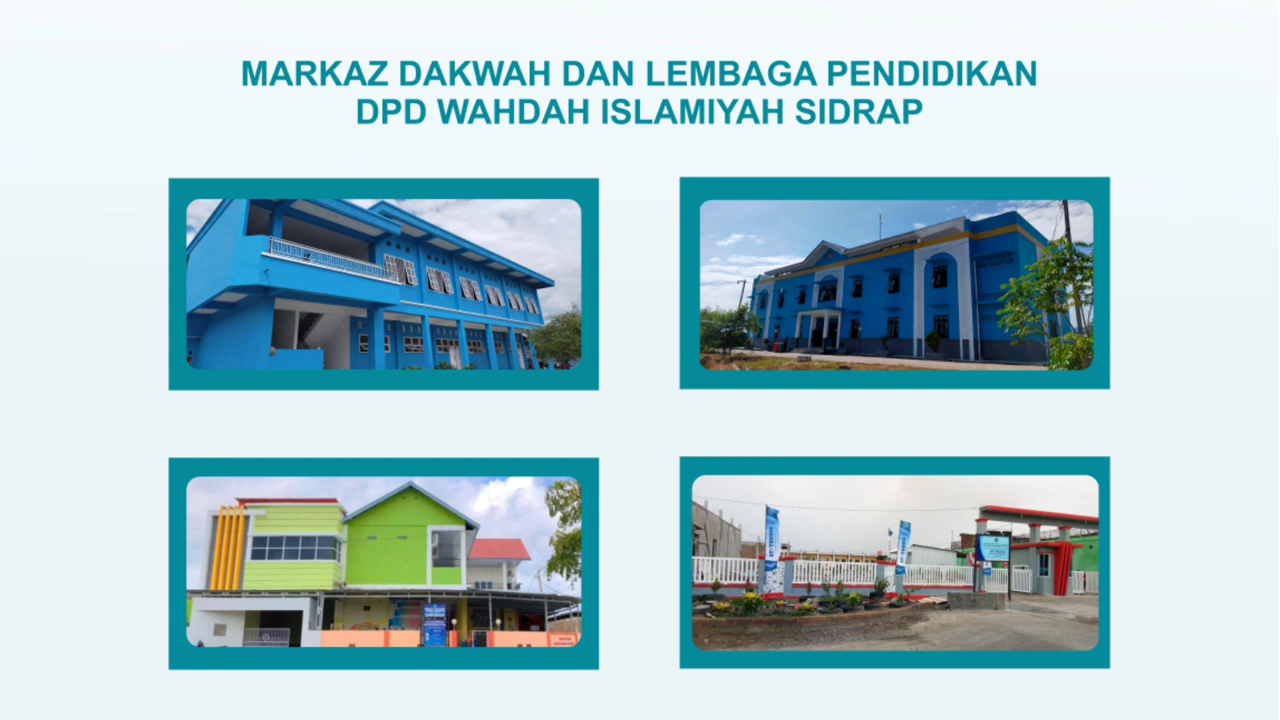 MARKAZ DAKWAH DAN LEMBAGA PENDIDIKAN
DPD WAHDAH ISLAMIYAH SIDRAP